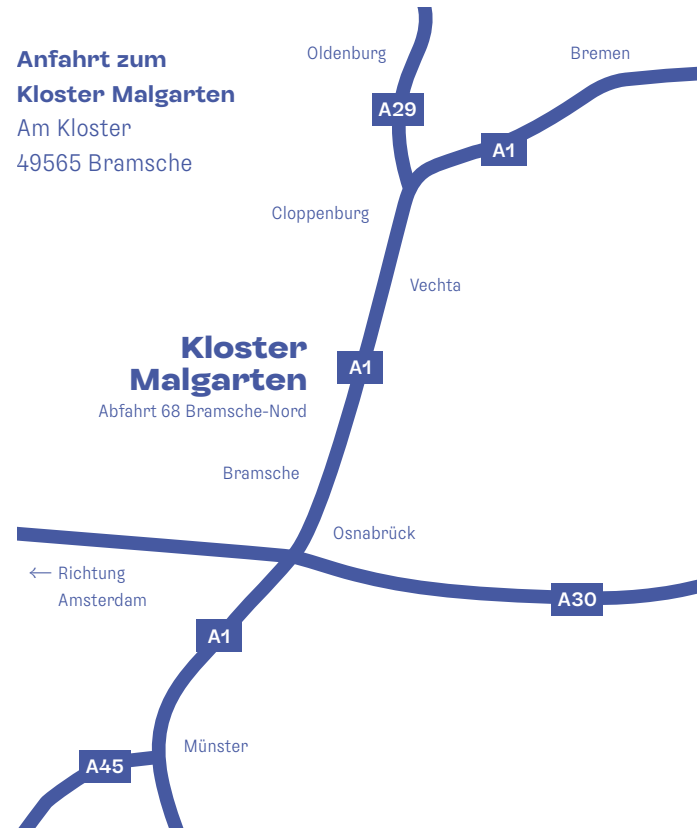 Anfahrt zum
Kloster Malgarten
Am Kloster
49565 Bramsche
Oldenburg
Bremen
A29
A1
Cloppenburg
Vechta
Kloster
Malgarten
Abfahrt 68 Bramsche-Nord
A1
Bramsche
Osnabrück
← Richtung
Amsterdam
A30
A1
Münster
A45